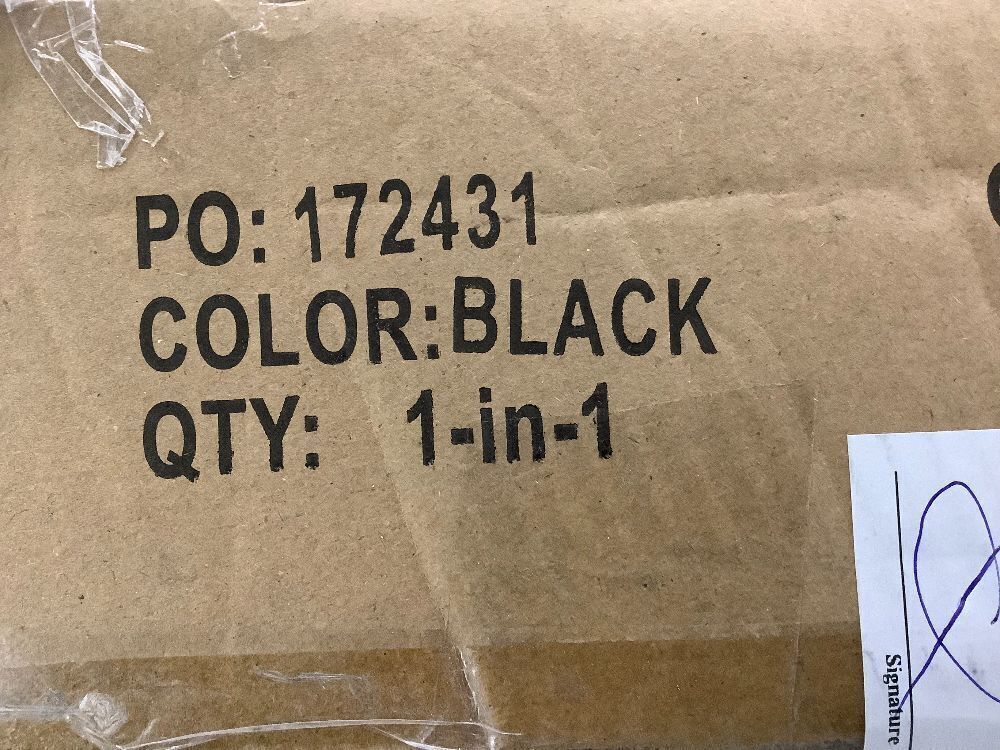 PO: 172431
COLOR:BLACK
QTY: 1-in-1
Signature